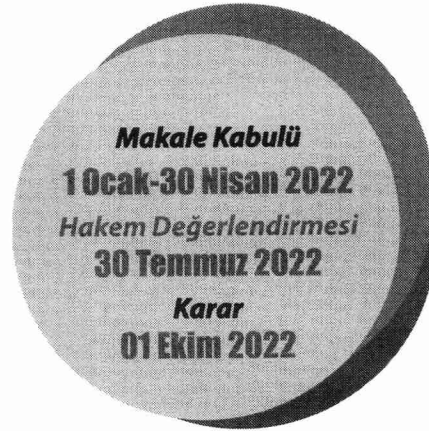 Makale Kabulü
1 Ocak-30 Nisan 2022
Hakem Değerlendirmesi
30 Temmuz 2022
Karar
01 Ekim 2022